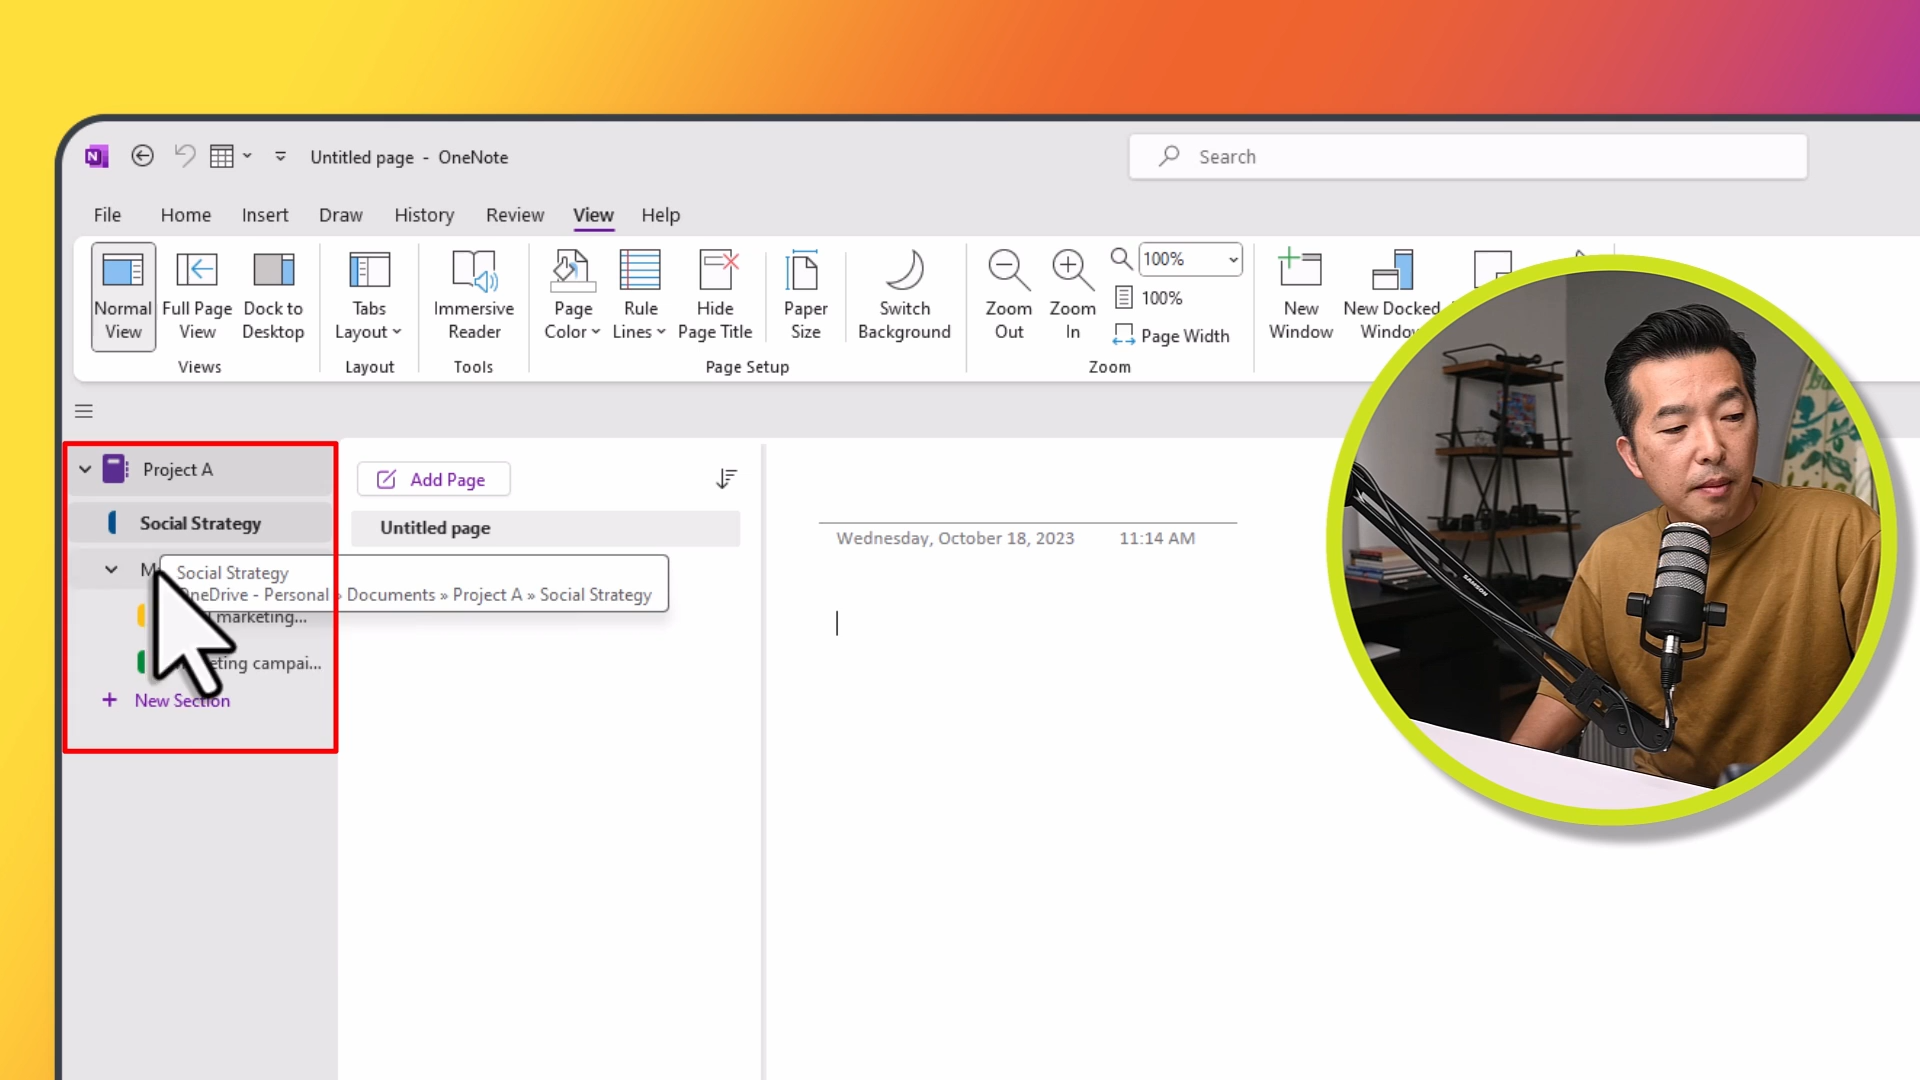 Untitled page - OneNote
Search
File Home Insert Draw History Review View Help
Normal View
Full Page View
Dock to Desktop
Views
Tabs Layout
Layout
Immersive Reader
Tools
Page Color
Rule Lines
Hide Page Title
Paper Size
Page Setup
Switch Background
Zoom Out
Zoom In
100%
100%
Page Width
Zoom
New Window
New Docked
Project A
Social Strategy
Social Strategy
OneDrive - Personal » Documents » Project A » Social Strategy
marketing...
campai...
New Section
Add Page
Untitled page
Wednesday, October 18, 2023 11:14 AM
SAMSON